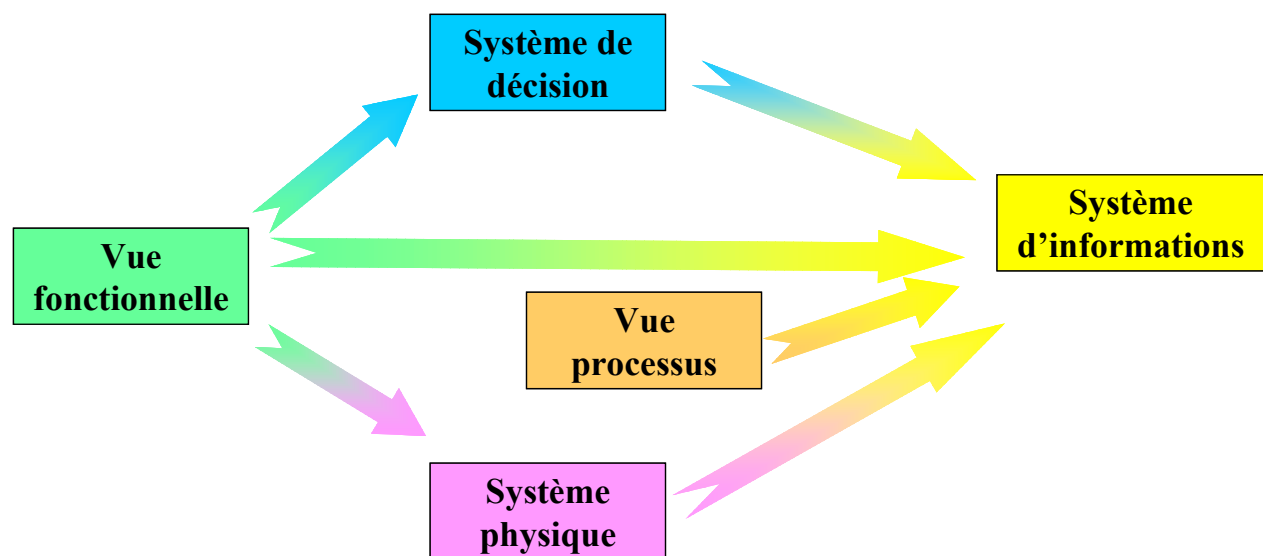 Système de
décision
Système
d’informations
Vue
fonctionnelle
Vue
processus
Système
physique